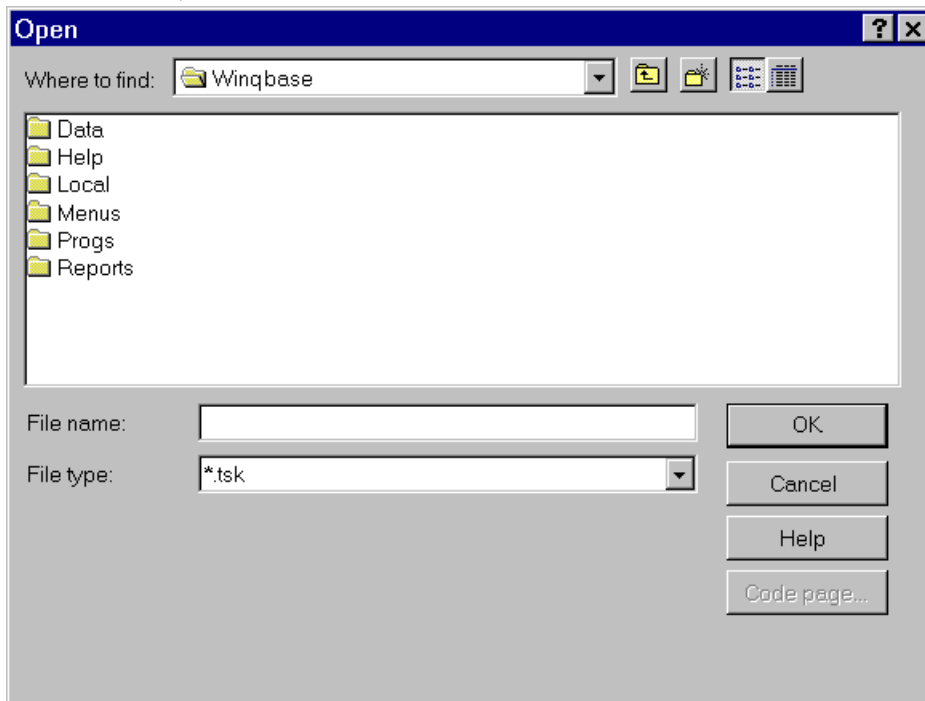 Open
Where to find: Winqbase
Data
Help
Local
Menus
Progs
Reports
File name: OK
File type: *.tsk Cancel
Help
Code page...